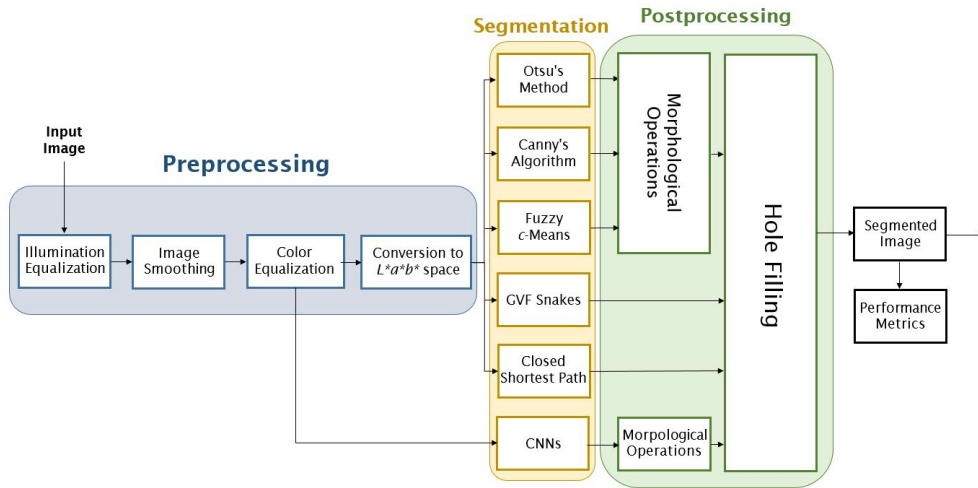 Postprocessing
Segmentation
Otsu's
Method
Morphological
Operations
Hole Filling
Input
Image
Canny's
Algorithm
Preprocessing
Fuzzy
c-Means
Segmented
Image
Illumination
Equalization
Image
Smoothing
Color
Equalization
Conversion to
L*a*b* space
GVF Snakes
Performance
Metrics
Closed
Shortest Path
CNNs
Morpological
Operations